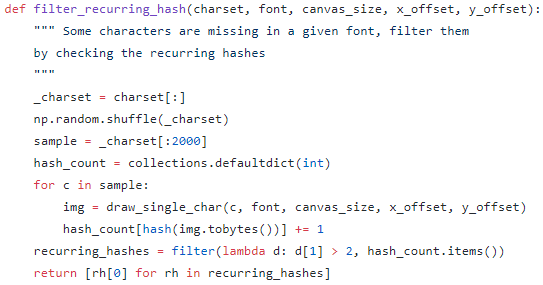 def filter_recurring_hash(charset, font, canvas_size, x_offset, y_offset):
    """ Some characters are missing in a given font, filter them
    by checking the recurring hashes
    """
    _charset = charset[:]
    np.random.shuffle(_charset)
    sample = _charset[:2000]
    hash_count = collections.defaultdict(int)
    for c in sample:
        img = draw_single_char(c, font, canvas_size, x_offset, y_offset)
        hash_count[hash(img.tobytes())] += 1
    recurring_hashes = filter(lambda d: d[1] > 2, hash_count.items())
    return [rh[0] for rh in recurring_hashes]